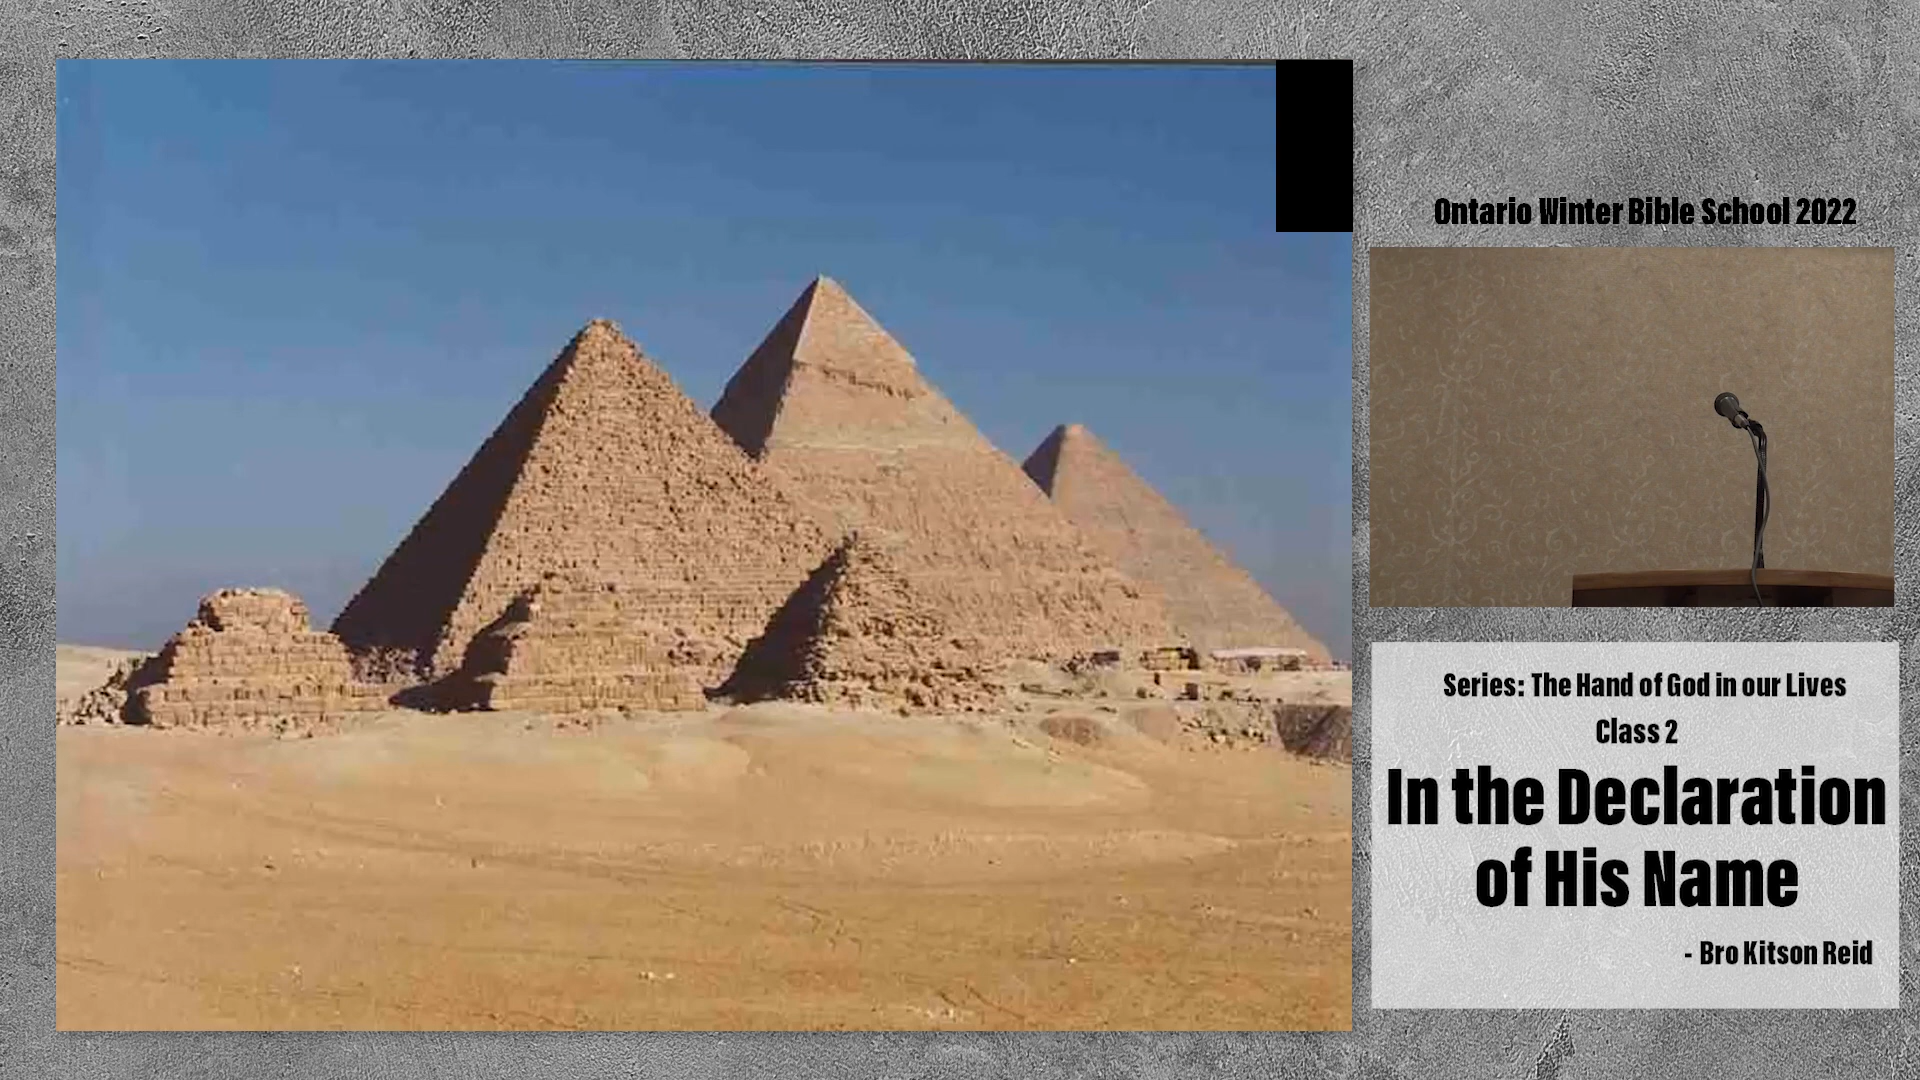 Ontario Winter Bible School 2022
Series: The Hand of God in our Lives
Class 2
In the Declaration
of His Name
- Bro Kitson Reid